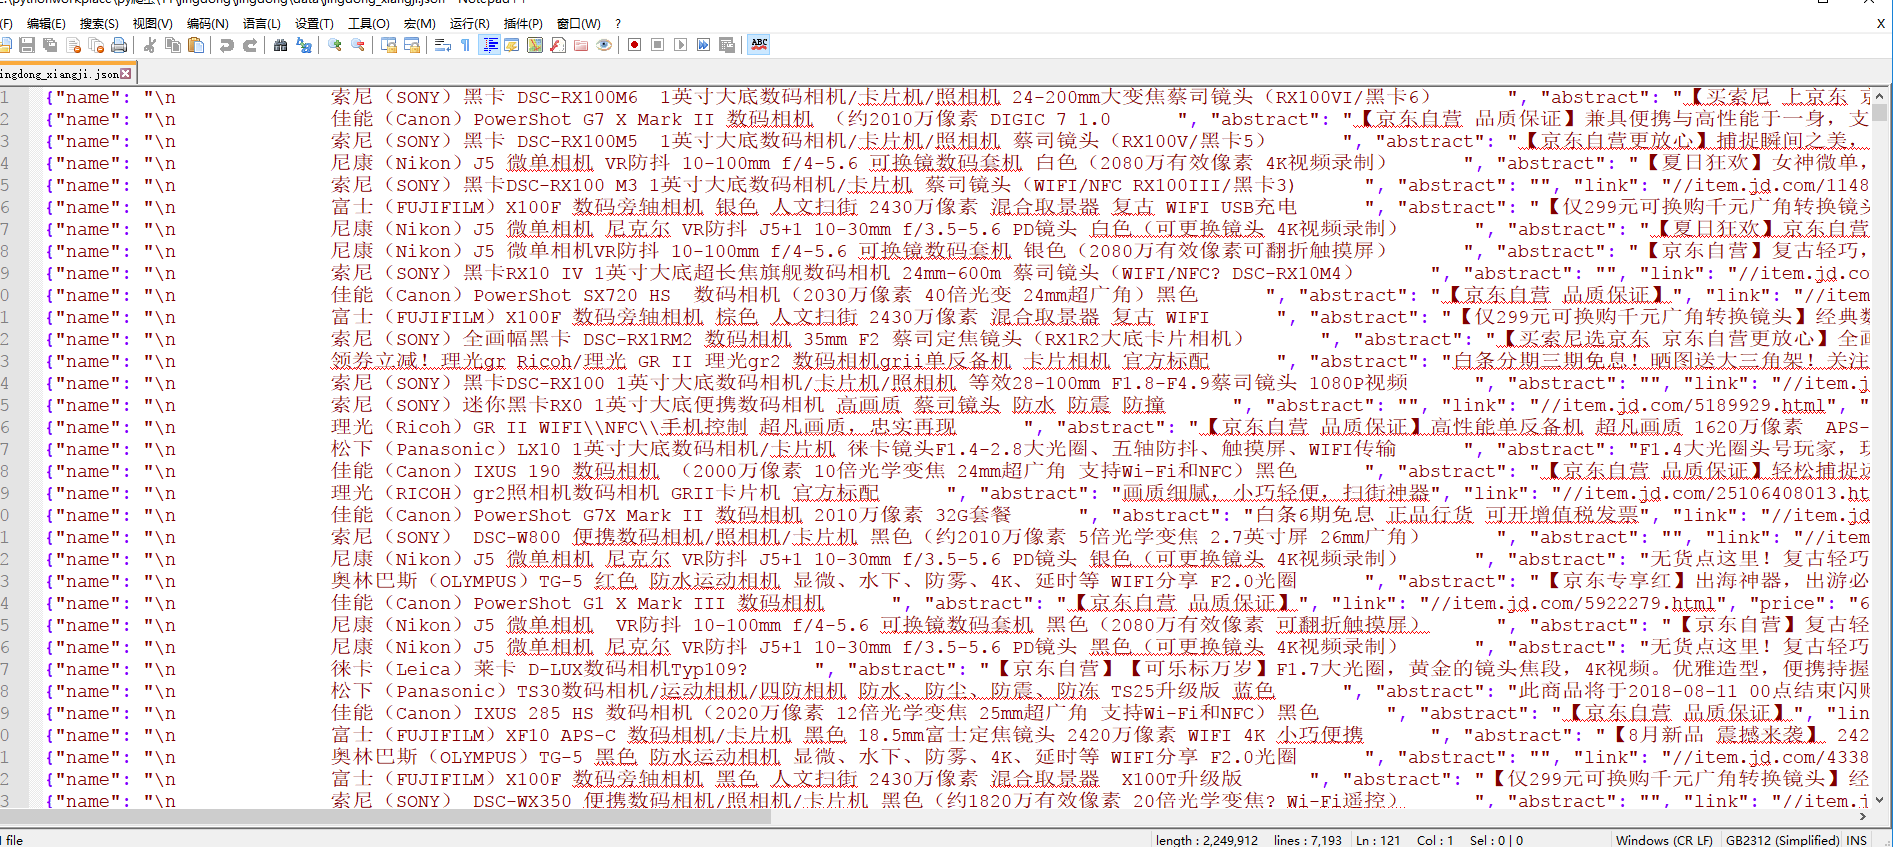 (F) 编辑(E) 搜索(S) 视图(V) 编码(N) 语言(L) 设置(T) 工具(O) 宏(M) 运行(R) 插件(P) 窗口(W) ? X
ingdong_xiangji.json
1 {"name": "\n 索尼（SONY）黑卡 DSC-RX100M6 1英寸大底数码相机/卡片机/照相机 24-200mm大变焦蔡司镜头（RX100VI/黑卡6） ", "abstract": "【买索尼 上京东
2 {"name": "\n 佳能（Canon）PowerShot G7 X Mark II 数码相机 （约2010万像素 DIGIC 7 1.0 ", "abstract": "【京东自营 品质保证】兼具便携与高性能于一身，支
3 {"name": "\n 索尼（SONY）黑卡 DSC-RX100M5 1英寸大底数码相机/卡片机/照相机 蔡司镜头（RX100V/黑卡5） ", "abstract": "【京东自营更放心】捕捉瞬间之美，
4 {"name": "\n 尼康（Nikon）J5 微单相机 VR防抖 10-100mm f/4-5.6 可换镜数码套机 白色（2080万有效像素 4K视频录制） ", "abstract": "【夏日狂欢】女神微单，
5 {"name": "\n 索尼（SONY）黑卡DSC-RX100 M3 1英寸大底数码相机/卡片机 蔡司镜头（WIFI/NFC RX100III/黑卡3） ", "abstract": "", "link": "//item.jd.com/1148
6 {"name": "\n 富士（FUJIFILM）X100F 数码旁轴相机 银色 人文扫街 2430万像素 混合取景器 复古 WIFI USB充电 ", "abstract": "【仅299元可换购千元广角转换镜头
7 {"name": "\n 尼康（Nikon）J5 微单相机 尼克尔 VR防抖 J5+1 10-30mm f/3.5-5.6 PD镜头 白色（可更换镜头 4K视频录制） ", "abstract": "【夏日狂欢】京东自营
8 {"name": "\n 尼康（Nikon）J5 微单相机VR防抖 10-100mm f/4-5.6 可换镜数码套机 银色（2080万有效像素可翻折触摸屏） ", "abstract": "【京东自营】复古轻巧，
9 {"name": "\n 索尼（SONY）黑卡RX10 IV 1英寸大底超长焦旗舰数码相机 24mm-600m 蔡司镜头（WIFI/NFC? DSC-RX10M4） ", "abstract": "", "link": "//item.jd.co
0 {"name": "\n 佳能（Canon）PowerShot SX720 HS 数码相机（2030万像素 40倍光变 24mm超广角）黑色 ", "abstract": "【京东自营 品质保证】", "link": "//item
1 {"name": "\n 富士（FUJIFILM）X100F 数码旁轴相机 棕色 人文扫街 2430万像素 混合取景器 复古 WIFI ", "abstract": "【仅299元可换购千元广角转换镜头】经典数
2 {"name": "\n 索尼（SONY）全画幅黑卡 DSC-RX1RM2 数码相机 35mm F2 蔡司定焦镜头（RX1R2大底卡片相机） ", "abstract": "【买索尼选京东 京东自营更放心】全画
3 {"name": "\n 领券立减！理光gr Ricoh/理光 GR II 理光gr2 数码相机grii单反备机 卡片相机 官方标配 ", "abstract": "白条分期三期免息！晒图送大三角架！关注
4 {"name": "\n 索尼（SONY）黑卡DSC-RX100 1英寸大底数码相机/卡片机/照相机 等效28-100mm F1.8-F4.9蔡司镜头 1080P视频 ", "abstract": "", "link": "//item.j
5 {"name": "\n 索尼（SONY）迷你黑卡RX0 1英寸大底便携数码相机 高画质 蔡司镜头 防水 防震 防撞 ", "abstract": "", "link": "//item.jd.com/5189929.html", "
6 {"name": "\n 理光（Ricoh）GR II WIFI\\NFC\\手机控制 超凡画质，忠实再现 ", "abstract": "【京东自营 品质保证】高性能单反备机 超凡画质 1620万像素 APS-
7 {"name": "\n 松下（Panasonic）LX10 1英寸大底数码相机/卡片机 徕卡镜头F1.4-2.8大光圈、五轴防抖、触摸屏、WIFI传输 ", "abstract": "F1.4大光圈头号玩家，玩
8 {"name": "\n 佳能（Canon）IXUS 190 数码相机 （2000万像素 10倍光学变焦 24mm超广角 支持Wi-Fi和NFC）黑色 ", "abstract": "【京东自营 品质保证】轻松捕捉远
9 {"name": "\n 理光（RICOH）gr2照相机数码相机 GRII卡片机 官方标配 ", "abstract": "画质细腻，小巧轻便，扫街神器", "link": "//item.jd.com/25106408013.ht
0 {"name": "\n 佳能（Canon）PowerShot G7X Mark II 数码相机 2010万像素 32G套餐 ", "abstract": "白条6期免息 正品行货 可开增值税发票", "link": "//item.jd
1 {"name": "\n 索尼（SONY） DSC-W800 便携数码相机/照相机/卡片机 黑色（约2010万像素 5倍光学变焦 2.7英寸屏 26mm广角） ", "abstract": "", "link": "//item
2 {"name": "\n 尼康（Nikon）J5 微单相机 尼克尔 VR防抖 J5+1 10-30mm f/3.5-5.6 PD镜头 银色（可更换镜头 4K视频录制） ", "abstract": "无货点这里！复古轻巧
3 {"name": "\n 奥林巴斯（OLYMPUS）TG-5 红色 防水运动相机 显微、水下、防雾、4K、延时等 WIFI分享 F2.0光圈 ", "abstract": "【京东专享红】出海神器，出游必
4 {"name": "\n 佳能（Canon）PowerShot G1 X Mark III 数码相机 ", "abstract": "【京东自营 品质保证】", "link": "//item.jd.com/5922279.html", "price": "6
5 {"name": "\n 尼康（Nikon）J5 微单相机 VR防抖 10-100mm f/4-5.6 可换镜数码套机 黑色（2080万有效像素 可翻折触摸屏） ", "abstract": "【京东自营】复古轻
6 {"name": "\n 尼康（Nikon）J5 微单相机 尼克尔 VR防抖 J5+1 10-30mm f/3.5-5.6 PD镜头 黑色（可更换镜头 4K视频录制） ", "abstract": "无货点这里！复古轻巧
7 {"name": "\n 徕卡（Leica）莱卡 D-LUX数码相机Typ109? ", "abstract": "【京东自营】【可乐标万岁】F1.7大光圈，黄金的镜头焦段，4K视频。优雅造型，便携持握
8 {"name": "\n 松下（Panasonic）TS30数码相机/运动相机/四防相机 防水、防尘、防震、防冻 TS25升级版 蓝色 ", "abstract": "此商品将于2018-08-11 00点结束闪购
9 {"name": "\n 佳能（Canon）IXUS 285 HS 数码相机（2020万像素 12倍光学变焦 25mm超广角 支持Wi-Fi和NFC）黑色 ", "abstract": "【京东自营 品质保证】", "lin
0 {"name": "\n 富士（FUJIFILM）XF10 APS-C 数码相机/卡片机 黑色 18.5mm富士定焦镜头 2420万像素 WIFI 4K 小巧便携 ", "abstract": "【8月新品 震撼来袭】 242
1 {"name": "\n 奥林巴斯（OLYMPUS）TG-5 黑色 防水运动相机 显微、水下、防雾、4K、延时等 WIFI分享 F2.0光圈 ", "abstract": "", "link": "//item.jd.com/4338
2 {"name": "\n 富士（FUJIFILM）X100F 数码旁轴相机 黑色 人文扫街 2430万像素 混合取景器 X100T升级版 ", "abstract": "【仅299元可换购千元广角转换镜头】经
3 {"name": "\n 索尼（SONY） DSC-WX350 便携数码相机/照相机/卡片机 黑色（约1820万有效像素 20倍光学变焦? Wi-Fi遥控） ", "abstract": "", "link": "//item.j
file length : 2,249,912 lines : 7,193 Ln : 121 Col : 1 Sel : 0 | 0 Windows (CR LF) GB2312 (Simplified) INS